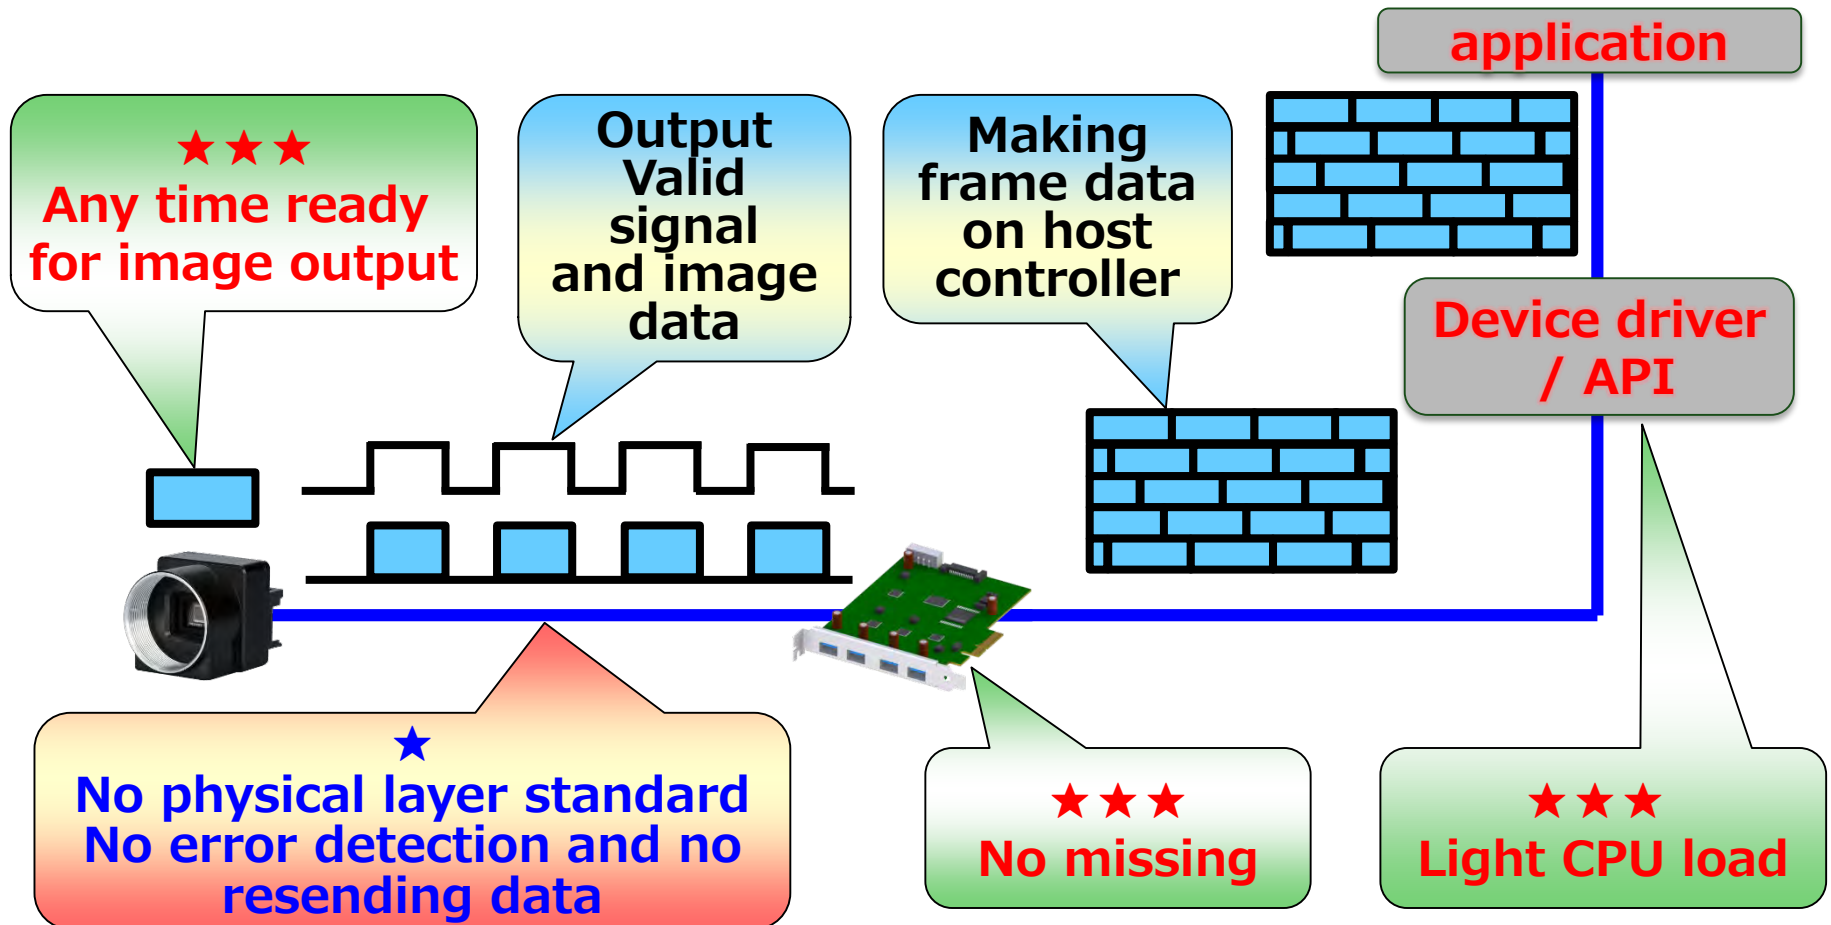 application
★★★
Any time ready
for image output
Output
Valid
signal
and image
data
Making
frame data
on host
controller
Device driver
/ API
★
No physical layer standard
No error detection and no
resending data
★★★
No missing
★★★
Light CPU load